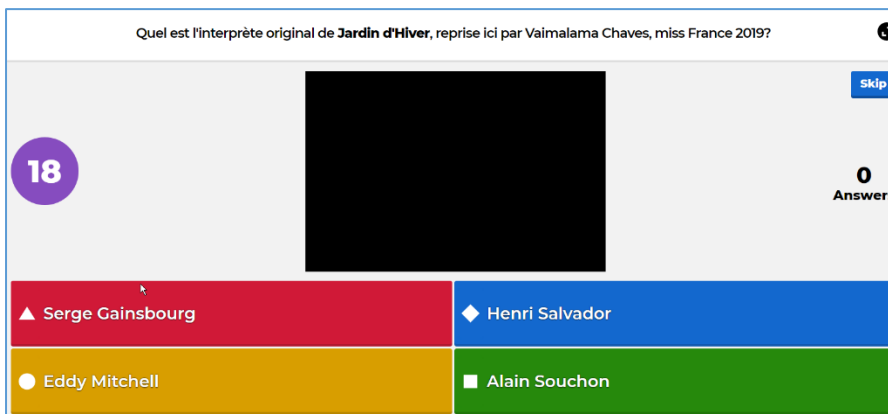 Quel est l'interprète original de Jardin d'Hiver, reprise ici par Vaimalama Chaves, miss France 2019?
Skip
18
0
Answer
Serge Gainsbourg
Henri Salvador
Eddy Mitchell
Alain Souchon